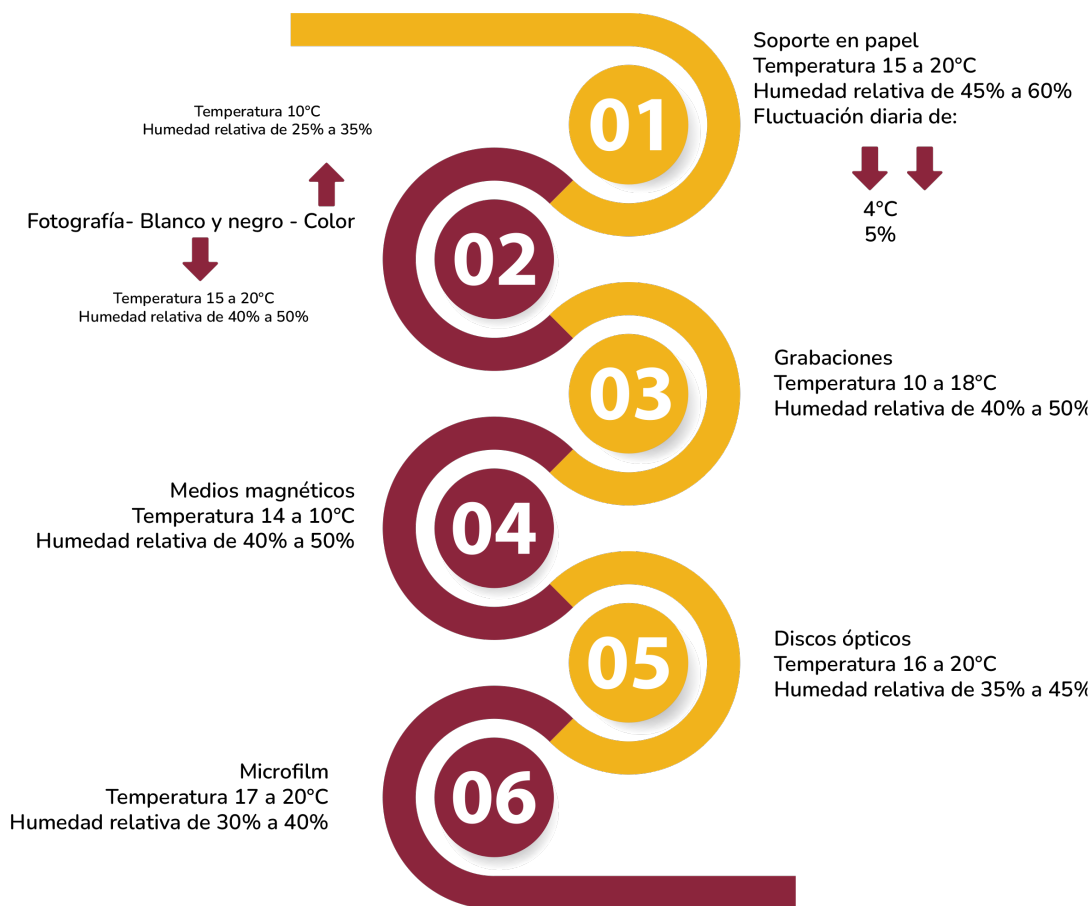 01
Soporte en papel
Temperatura 15 a 20°C
Humedad relativa de 45% a 60%
Fluctuación diaria de:
4°C
5%
02
Temperatura 10°C
Humedad relativa de 25% a 35%
Fotografía- Blanco y negro - Color
Temperatura 15 a 20°C
Humedad relativa de 40% a 50%
03
Grabaciones
Temperatura 10 a 18°C
Humedad relativa de 40% a 50%
04
Medios magnéticos
Temperatura 14 a 10°C
Humedad relativa de 40% a 50%
05
Discos ópticos
Temperatura 16 a 20°C
Humedad relativa de 35% a 45%
06
Microfilm
Temperatura 17 a 20°C
Humedad relativa de 30% a 40%